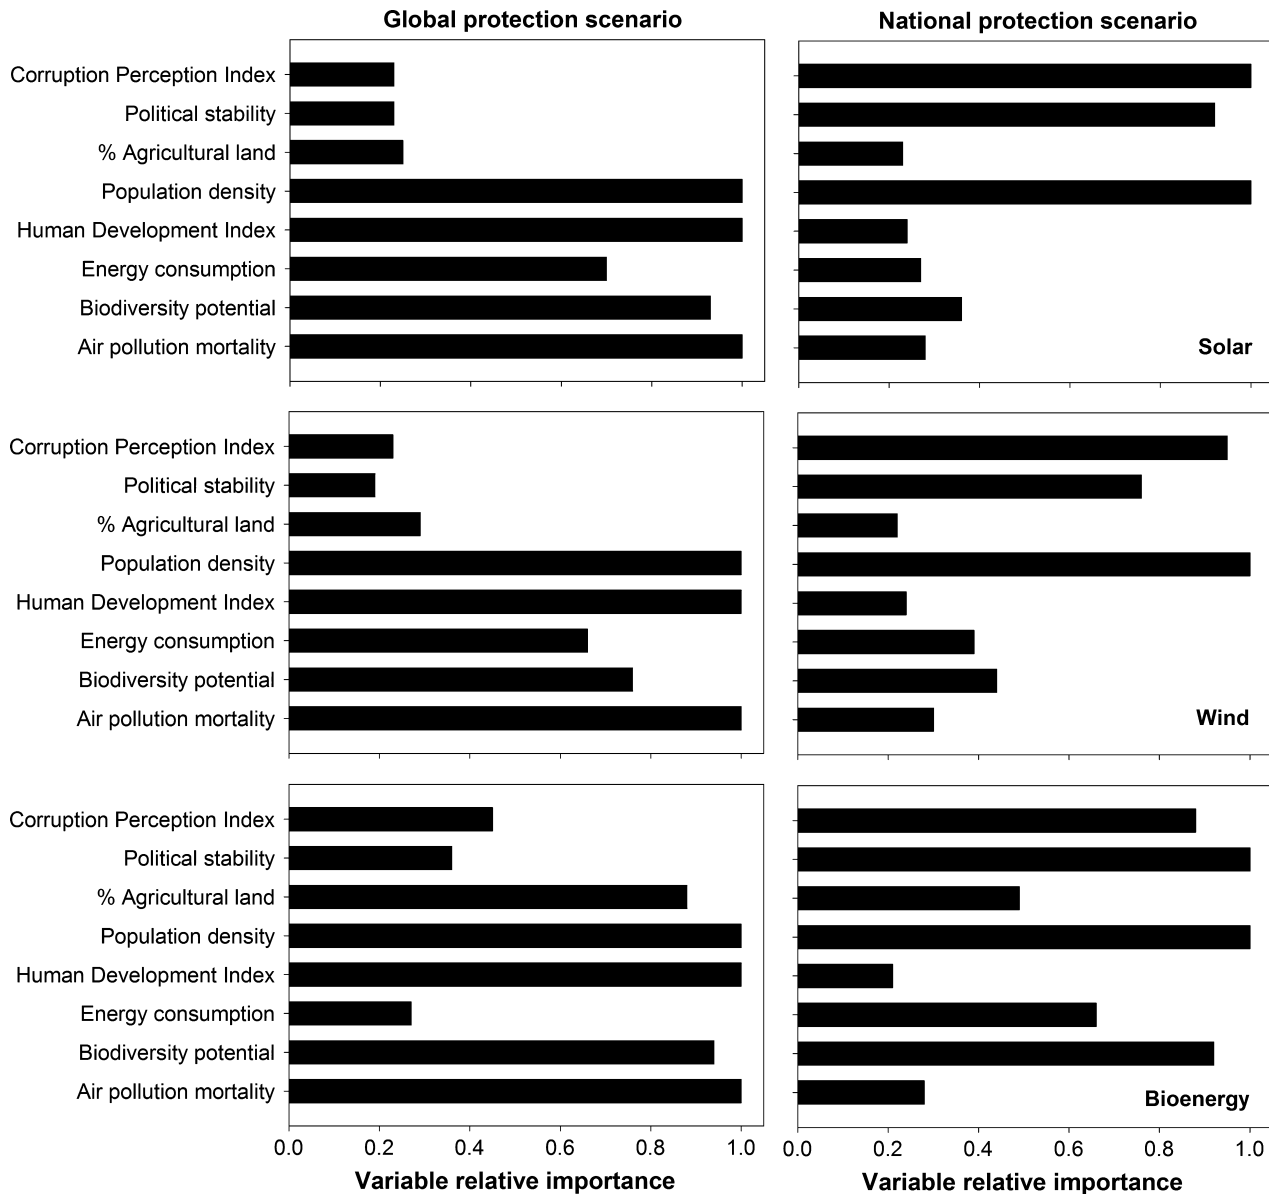 Global protection scenario
National protection scenario
Corruption Perception Index
Political stability
% Agricultural land
Population density
Human Development Index
Energy consumption
Biodiversity potential
Air pollution mortality
Solar
Corruption Perception Index
Political stability
% Agricultural land
Population density
Human Development Index
Energy consumption
Biodiversity potential
Air pollution mortality
Wind
Corruption Perception Index
Political stability
% Agricultural land
Population density
Human Development Index
Energy consumption
Biodiversity potential
Air pollution mortality
Bioenergy
0.0 0.2 0.4 0.6 0.8 1.0
0.0 0.2 0.4 0.6 0.8 1.0
Variable relative importance
Variable relative importance